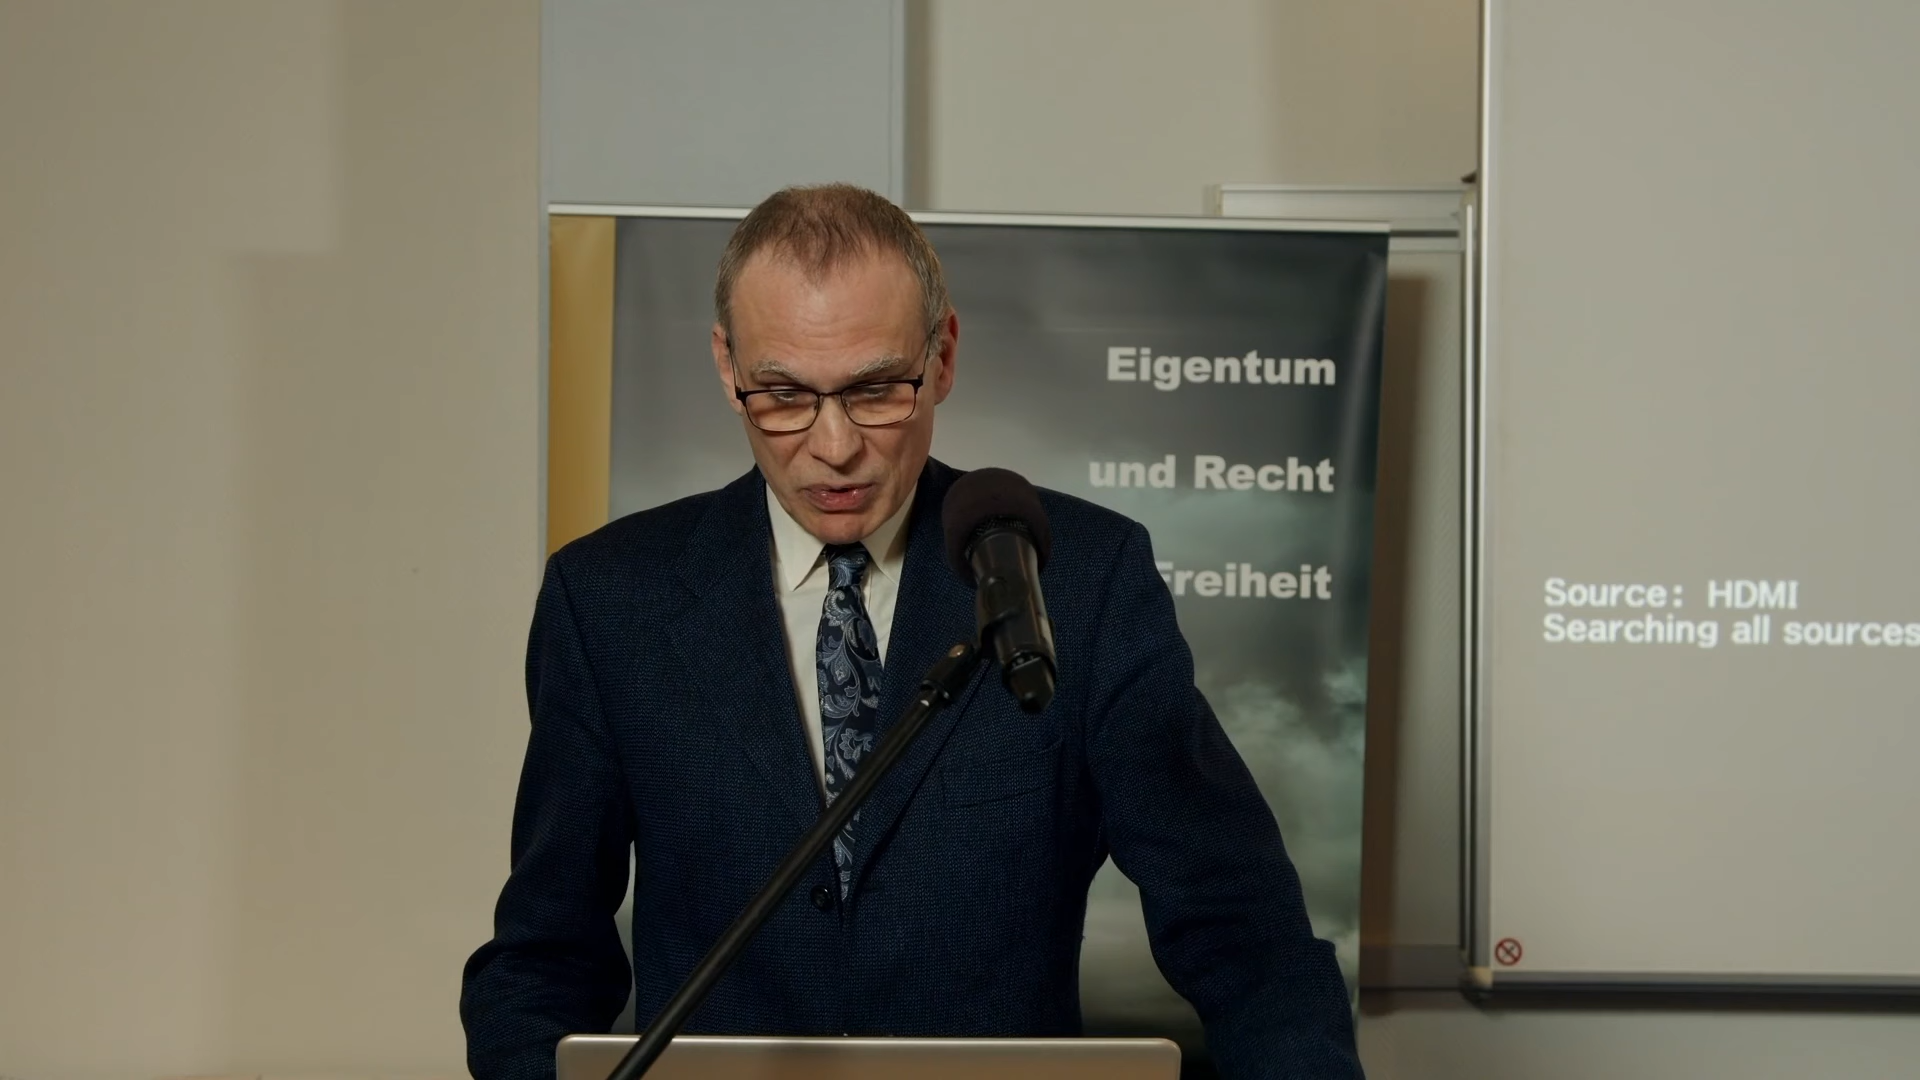 Eigentum
und Recht
Freiheit
Source: HDMI
Searching all sources